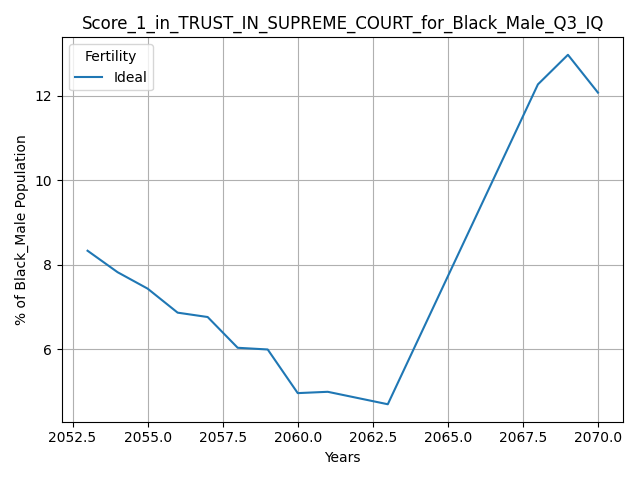 Score_1_in_TRUST_IN_SUPREME_COURT_for_Black_Male_Q3_IQ
Fertility
Ideal
% of Black_Male Population
12
10
8
6
2052.5 2055.0 2057.5 2060.0 2062.5 2065.0 2067.5 2070.0
Years